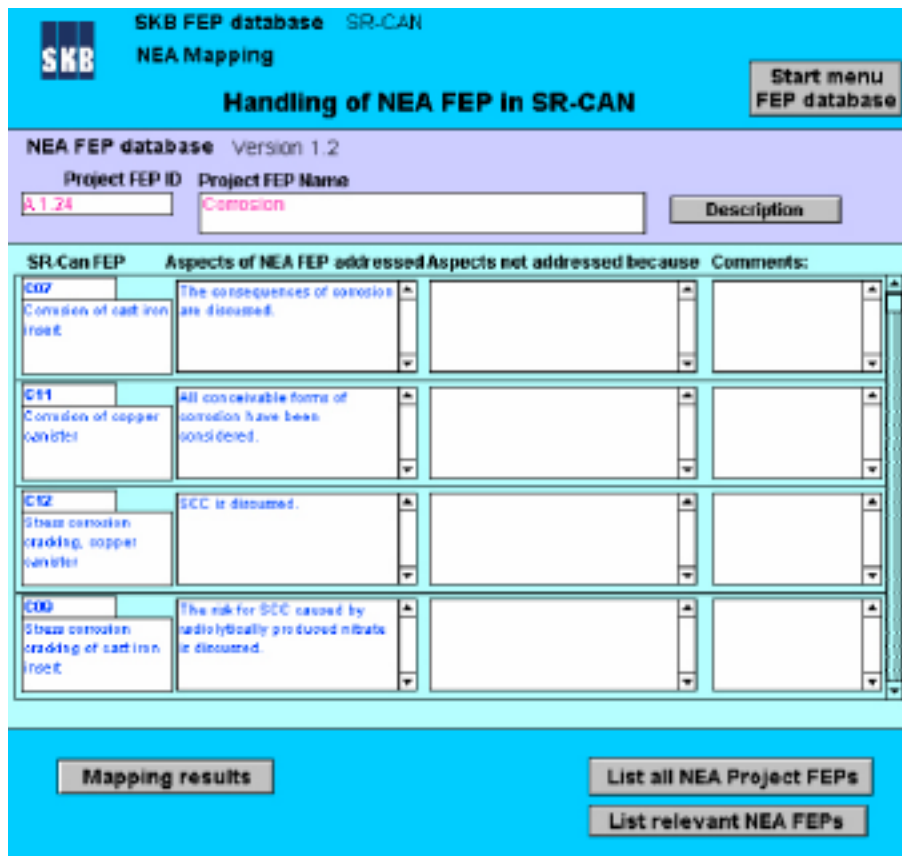 SKB FEP database SR-CAN
SKB
NEA Mapping
Handling of NEA FEP in SR-CAN
Start menu
FEP database
NEA FEP database Version 1.2
Project FEP ID Project FEP Name
A.1.24 Corrosion
Description
SR-Can FEP Aspects of NEA FEP addressed Aspects not addressed because Comments:
C07
Corrosion of cast iron
insert
The consequences of corrosion
are discussed.
C11
Corrosion of copper
canister
All conceivable forms of
corrosion have been
considered.
C12
Stress corrosion
cracking, copper
canister
SCC is discussed.
C09
Stress corrosion
cracking of cast iron
insert
The risk for SCC caused by
radiolytically produced nitrate
is discussed.
Mapping results
List all NEA Project FEPs
List relevant NEA FEPs